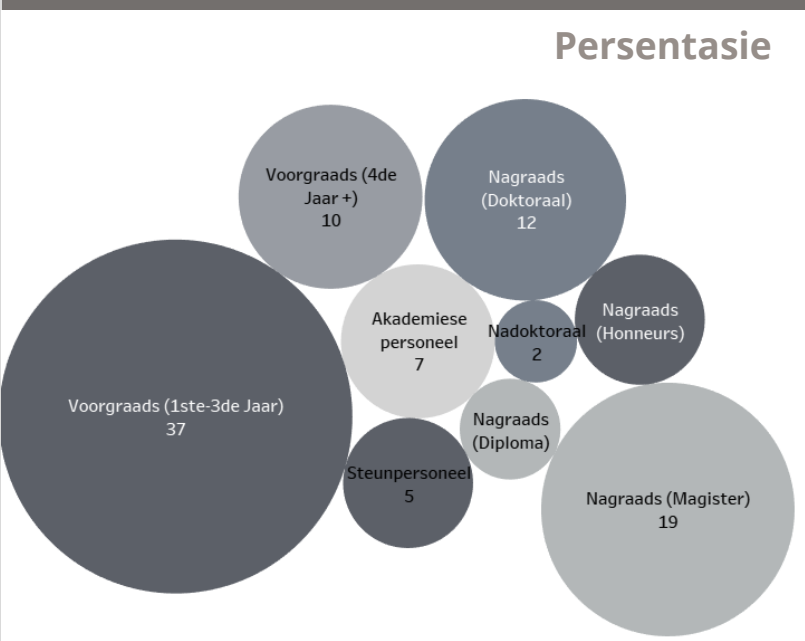 Persentasie
Voorgraads (4de
Jaar +)
10
Nagraads
(Doktoraal)
12
Nagraads
(Honneurs)
Akademiese
personeel
7
Nadoktoraal
2
Voorgraads (1ste-3de Jaar)
37
Nagraads
(Diploma)
Steunpersoneel
5
Nagraads (Magister)
19